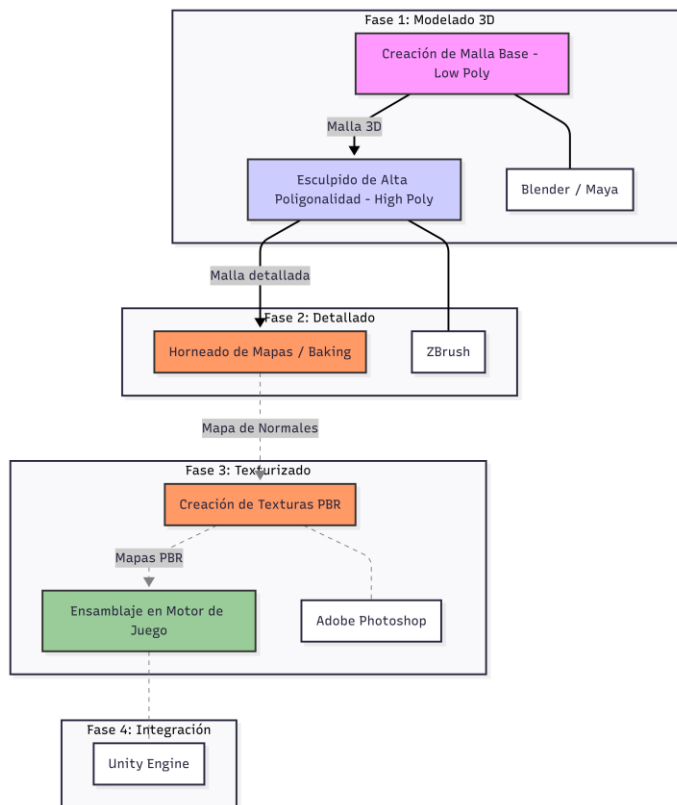 Fase 1: Modelado 3D
Creación de Malla Base -
Low Poly
Malla 3D
Esculpido de Alta
Poligonalidad - High Poly
Blender / Maya
Malla detallada
Fase 2: Detallado
Horneado de Mapas / Baking
ZBrush
Mapa de Normales
Fase 3: Texturizado
Creación de Texturas PBR
Mapas PBR
Ensamblaje en Motor de
Juego
Adobe Photoshop
Fase 4: Integración
Unity Engine